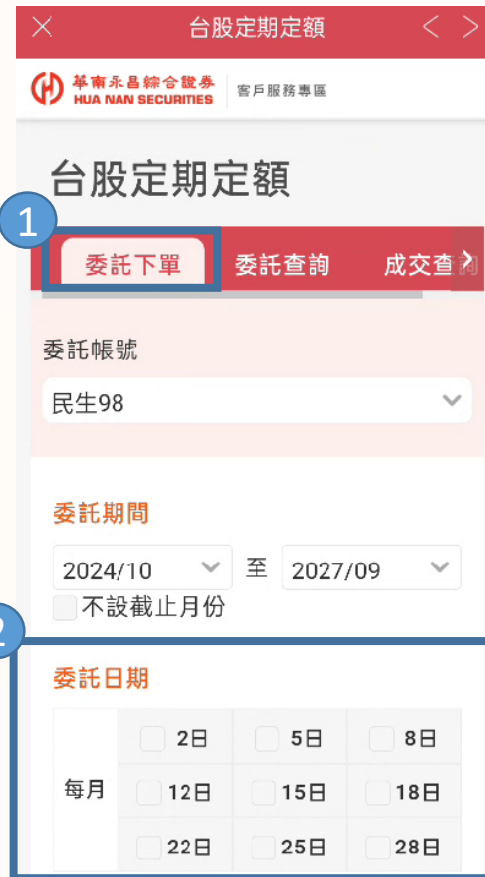 台股定期定額
華南永昌綜合證券 客戶服務專區
HUA NAN SECURITIES
台股定期定額
1
委託下單 委託查詢 成交查詢
委託帳號
民生98
委託期間
2024/10 至 2027/09
不設截止月份
2
委託日期
2日 5日 8日
每月 12日 15日 18日
22日 25日 28日